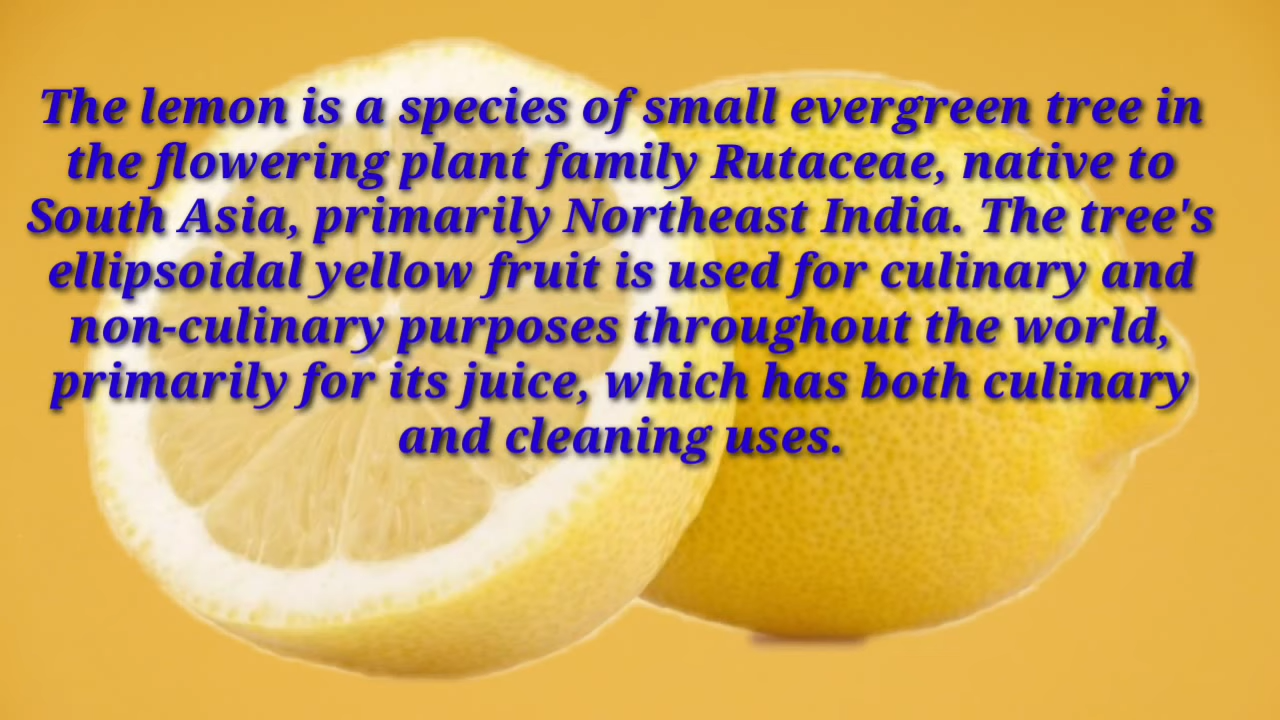 The lemon is a species of small evergreen tree in
the flowering plant family Rutaceae, native to
South Asia, primarily Northeast India. The tree's
ellipsoidal yellow fruit is used for culinary and
non-culinary purposes throughout the world,
primarily for its juice, which has both culinary
and cleaning uses.